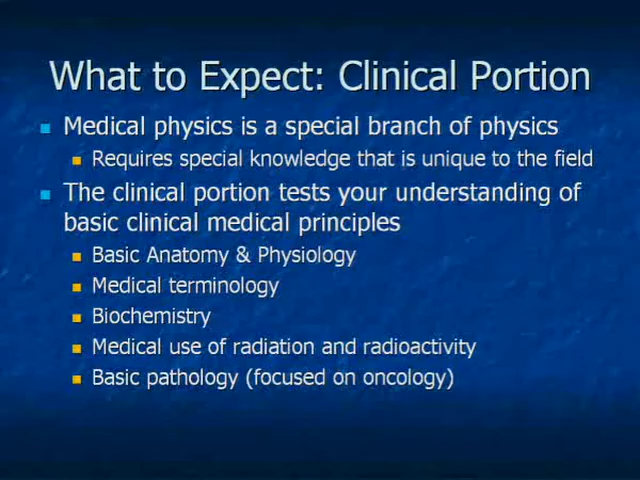 What to Expect: Clinical Portion
Medical physics is a special branch of physics
Requires special knowledge that is unique to the field
The clinical portion tests your understanding of
basic clinical medical principles
Basic Anatomy & Physiology
Medical terminology
Biochemistry
Medical use of radiation and radioactivity
Basic pathology (focused on oncology)